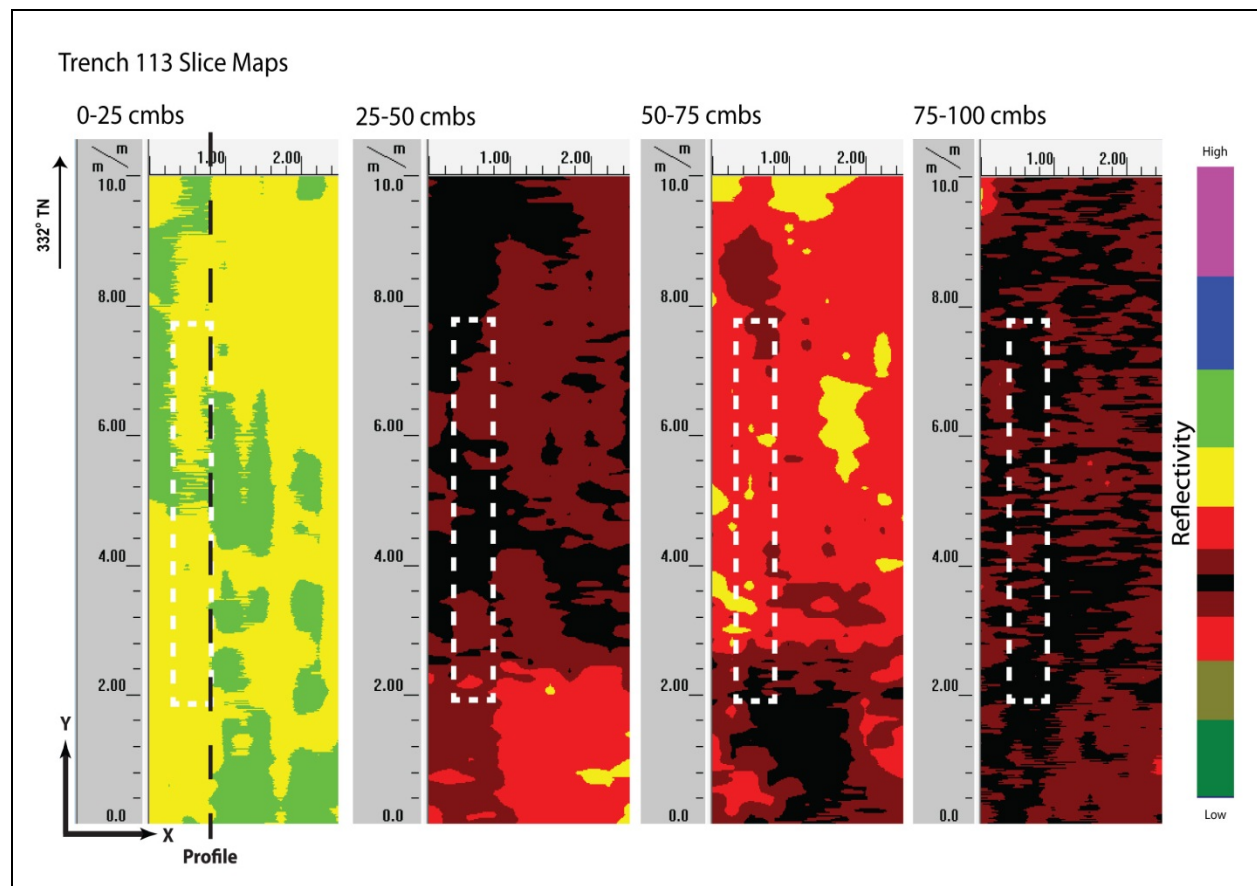 Trench 113 Slice Maps
0-25 cmbs
25-50 cmbs
50-75 cmbs
75-100 cmbs
332° TN
m
m
1.00
2.00
10.0
8.00
6.00
4.00
2.00
0.0
m
m
1.00
2.00
10.0
8.00
6.00
4.00
2.00
0.0
m
m
1.00
2.00
10.0
8.00
6.00
4.00
2.00
0.0
m
m
1.00
2.00
10.0
8.00
6.00
4.00
2.00
0.0
High
Reflectivity
Low
Y
X
Profile